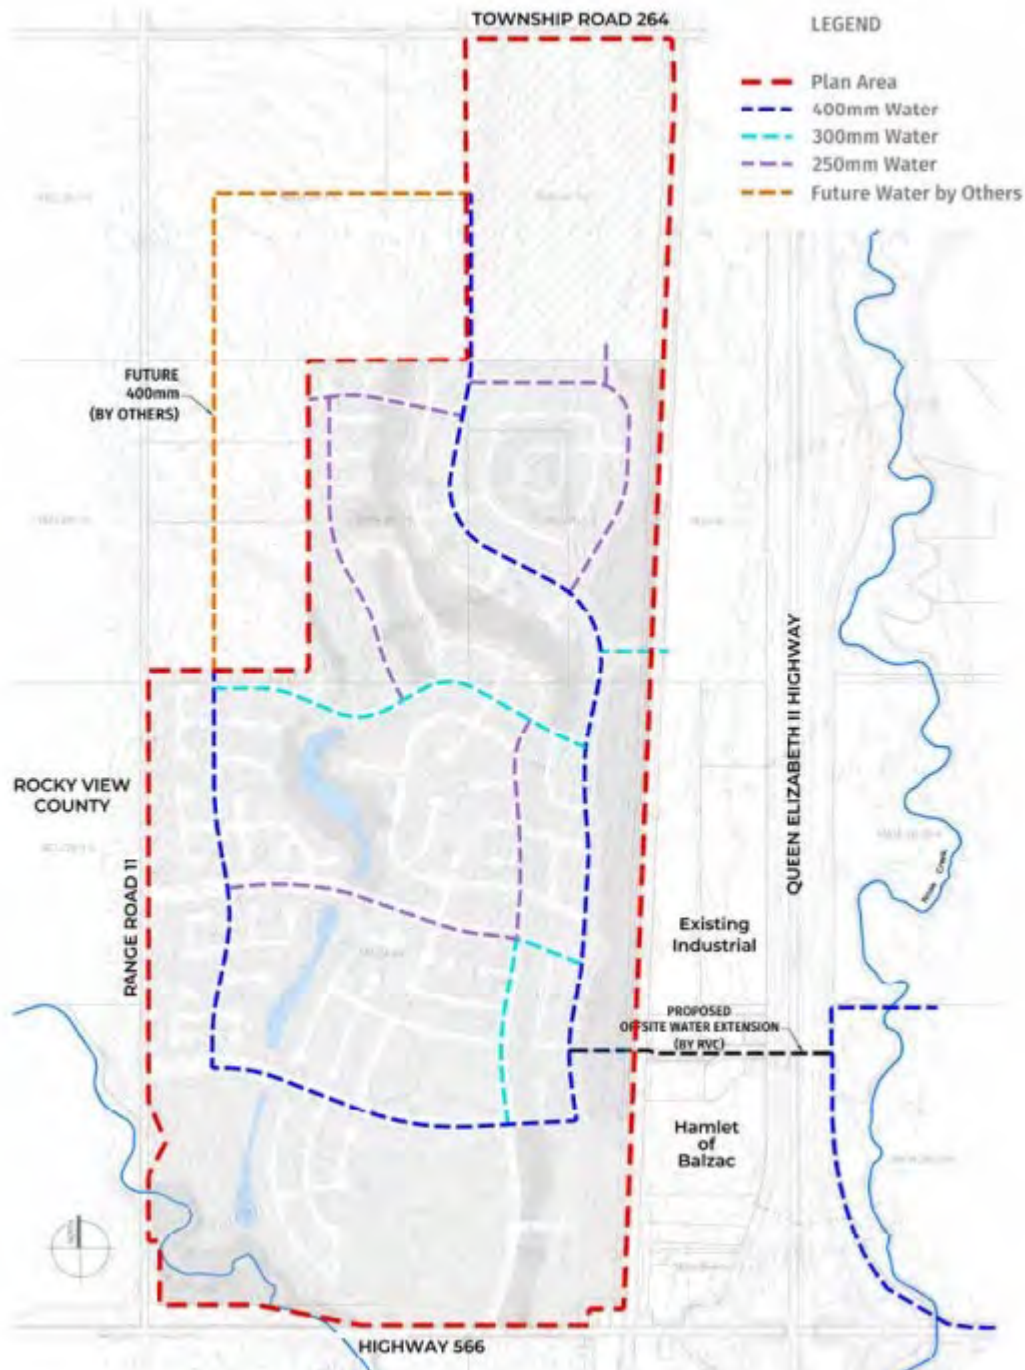 TOWNSHIP ROAD 264
LEGEND
Plan Area
400mm Water
300mm Water
250mm Water
Future Water by Others
FUTURE
400mm
(BY OTHERS)
QUEEN ELIZABETH II HIGHWAY
ROCKY VIEW
COUNTY
RANGE ROAD 11
Creek
Existing
Industrial
PROPOSED
OFFSITE WATER EXTENSION
(BY RVC)
Hamlet
of
Balzac
HIGHWAY 566